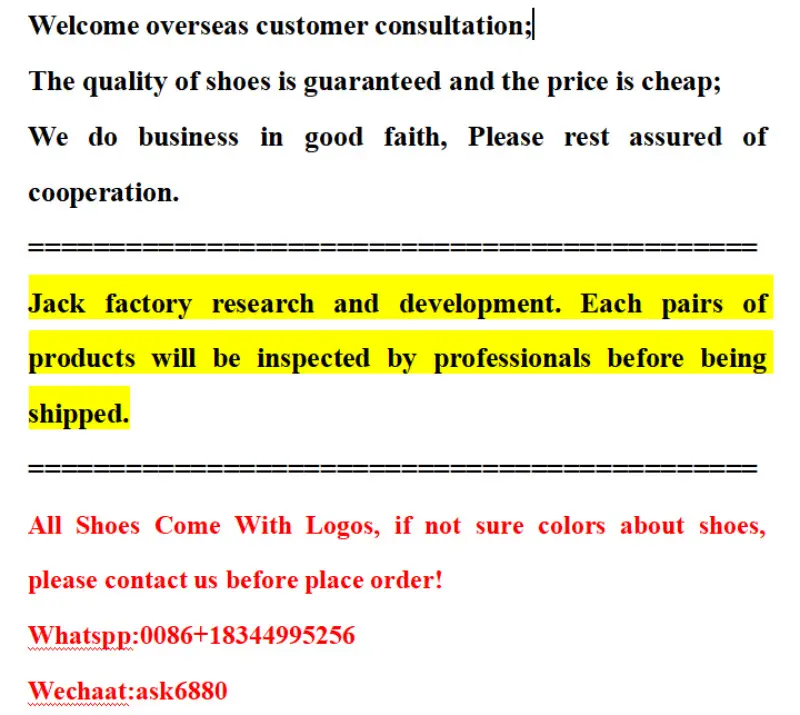 Welcome overseas customer consultation;
The quality of shoes is guaranteed and the price is cheap;
We do business in good faith, Please rest assured of
cooperation.
=============================================
Jack factory research and development. Each pairs of
products will be inspected by professionals before being
shipped.
=============================================
All Shoes Come With Logos, if not sure colors about shoes,
please contact us before place order!
Whatspp:0086+18344995256
Wechaat:ask6880